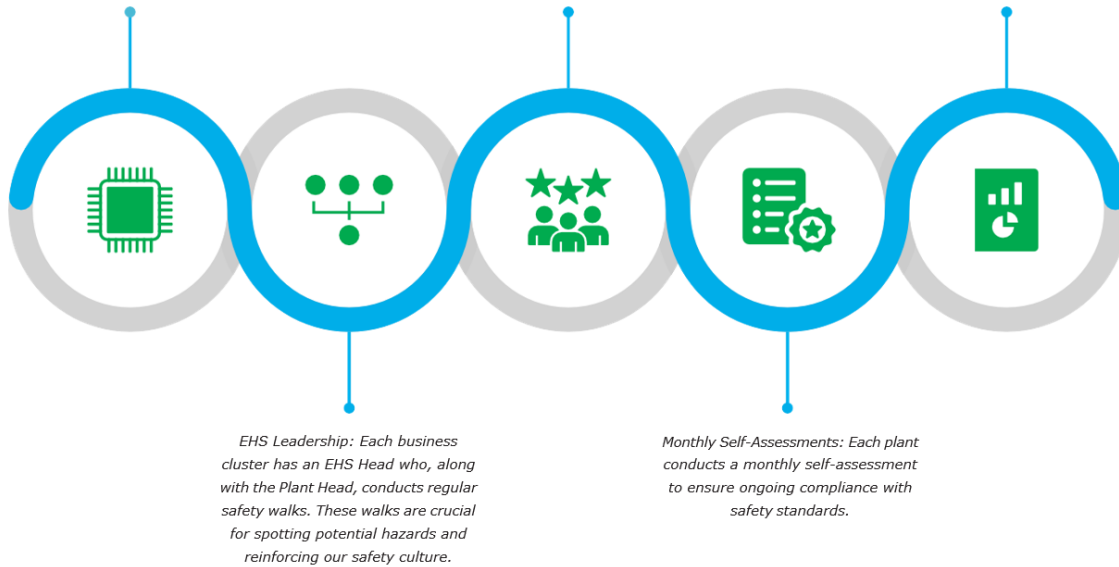 EHS Leadership: Each business
cluster has an EHS Head who, along
with the Plant Head, conducts regular
safety walks. These walks are crucial
for spotting potential hazards and
reinforcing our safety culture.
Monthly Self-Assessments: Each plant
conducts a monthly self-assessment
to ensure ongoing compliance with
safety standards.